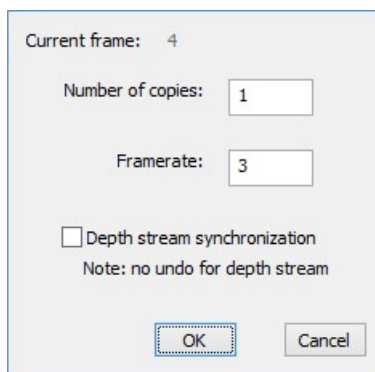 Current frame: 4
Number of copies: 1
Framerate: 3
Depth stream synchronization
Note: no undo for depth stream
OK Cancel